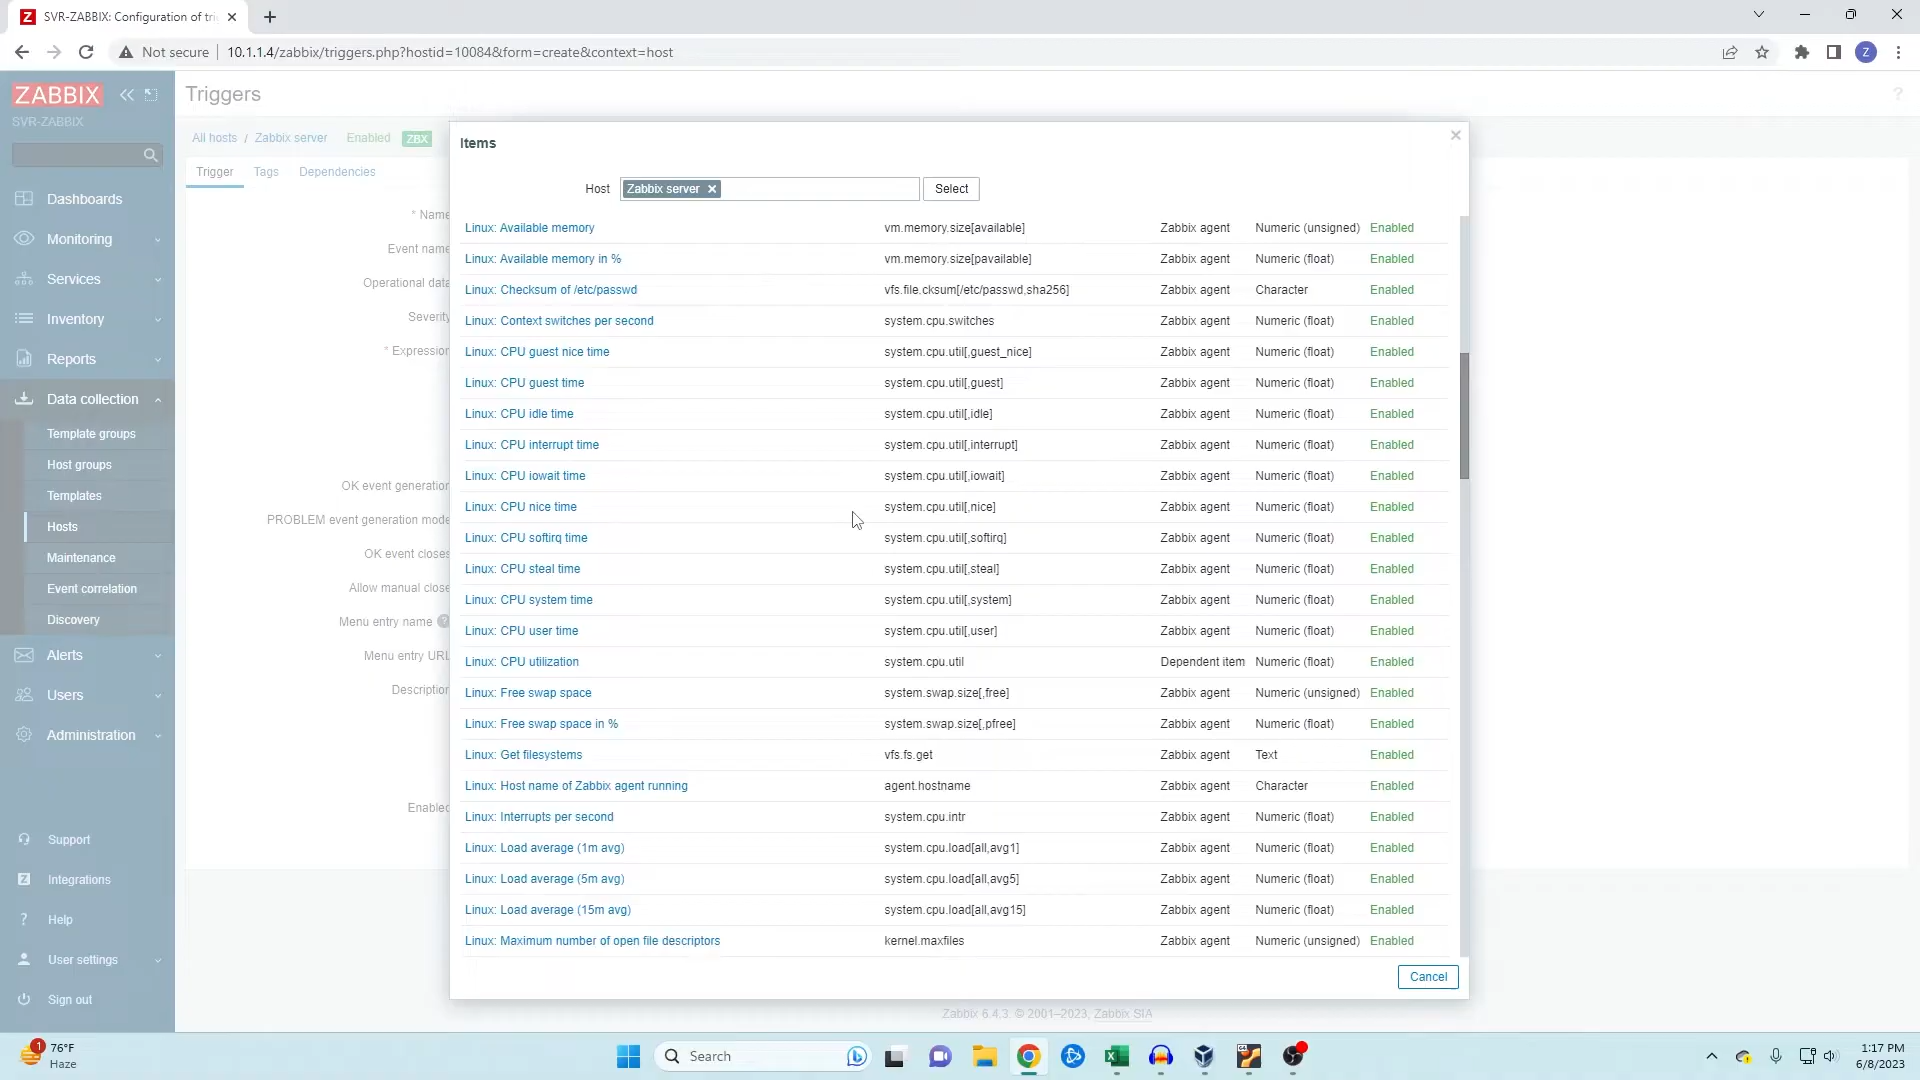 SVR-ZABBIX: Configuration of tri
Not secure
10.1.1.4/zabbix/triggers.php?hostid=10084&form=create&context=host
Z
ZABBIX
SVR-ZABBIX
Dashboards
Monitoring
Services
Inventory
Reports
Data collection
Template groups
Host groups
Templates
Hosts
Maintenance
Event correlation
Discovery
Alerts
Users
Administration
Support
Integrations
Help
User settings
Sign out
Triggers
?
All hosts / Zabbix server Enabled ZBX
Trigger Tags Dependencies
* Name
Event name
Operational data
Severity
* Expression
OK event generation
PROBLEM event generation mode
OK event closes
Allow manual close
Menu entry name ?
Menu entry URL
Description
Enabled
Items
Host Zabbix server Select
Linux: Available memory vm.memory.size[available] Zabbix agent Numeric (unsigned) Enabled
Linux: Available memory in % vm.memory.size[pavailable] Zabbix agent Numeric (float) Enabled
Linux: Checksum of /etc/passwd vfs.file.cksum[/etc/passwd,sha256] Zabbix agent Character Enabled
Linux: Context switches per second system.cpu.switches Zabbix agent Numeric (float) Enabled
Linux: CPU guest nice time system.cpu.util[,guest_nice] Zabbix agent Numeric (float) Enabled
Linux: CPU guest time system.cpu.util[,guest] Zabbix agent Numeric (float) Enabled
Linux: CPU idle time system.cpu.util[,idle] Zabbix agent Numeric (float) Enabled
Linux: CPU interrupt time system.cpu.util[,interrupt] Zabbix agent Numeric (float) Enabled
Linux: CPU iowait time system.cpu.util[,iowait] Zabbix agent Numeric (float) Enabled
Linux: CPU nice time system.cpu.util[,nice] Zabbix agent Numeric (float) Enabled
Linux: CPU softirq time system.cpu.util[,softirq] Zabbix agent Numeric (float) Enabled
Linux: CPU steal time system.cpu.util[,steal] Zabbix agent Numeric (float) Enabled
Linux: CPU system time system.cpu.util[,system] Zabbix agent Numeric (float) Enabled
Linux: CPU user time system.cpu.util[,user] Zabbix agent Numeric (float) Enabled
Linux: CPU utilization system.cpu.util Dependent item Numeric (float) Enabled
Linux: Free swap space system.swap.size[,free] Zabbix agent Numeric (unsigned) Enabled
Linux: Free swap space in % system.swap.size[,pfree] Zabbix agent Numeric (float) Enabled
Linux: Get filesystems vfs.fs.get Zabbix agent Text Enabled
Linux: Host name of Zabbix agent running agent.hostname Zabbix agent Character Enabled
Linux: Interrupts per second system.cpu.intr Zabbix agent Numeric (float) Enabled
Linux: Load average (1m avg) system.cpu.load[all,avg1] Zabbix agent Numeric (float) Enabled
Linux: Load average (5m avg) system.cpu.load[all,avg5] Zabbix agent Numeric (float) Enabled
Linux: Load average (15m avg) system.cpu.load[all,avg15] Zabbix agent Numeric (float) Enabled
Linux: Maximum number of open file descriptors kernel.maxfiles Zabbix agent Numeric (unsigned) Enabled
Cancel
Zabbix 6.4.3. © 2001–2023, Zabbix SIA
1
76°F
Haze
Search
1:17 PM
6/8/2023